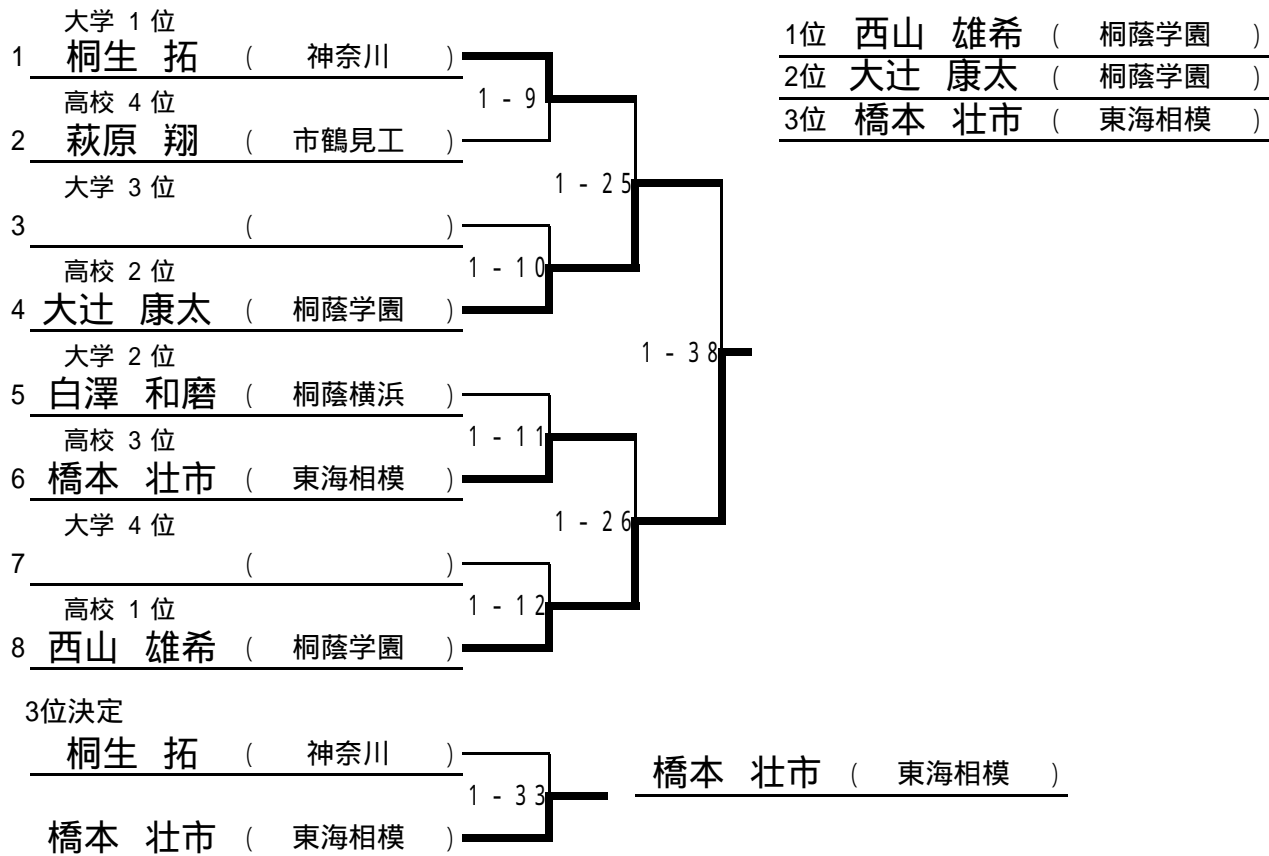 大学 1 位
1 桐生 拓 ( 神奈川 )
1 - 9
高校 4 位
2 萩原 翔 ( 市鶴見工 )
1 - 25
大学 3 位
3 ( )
1 - 10
高校 2 位
4 大辻 康太 ( 桐蔭学園 )
1 - 38
大学 2 位
5 白澤 和磨 ( 桐蔭横浜 )
1 - 11
高校 3 位
6 橋本 壮市 ( 東海相模 )
1 - 26
大学 4 位
7 ( )
1 - 12
高校 1 位
8 西山 雄希 ( 桐蔭学園 )
1位 西山 雄希 ( 桐蔭学園 )
2位 大辻 康太 ( 桐蔭学園 )
3位 橋本 壮市 ( 東海相模 )
3位決定
桐生 拓 ( 神奈川 )
1 - 33
橋本 壮市 ( 東海相模 )
橋本 壮市 ( 東海相模 )